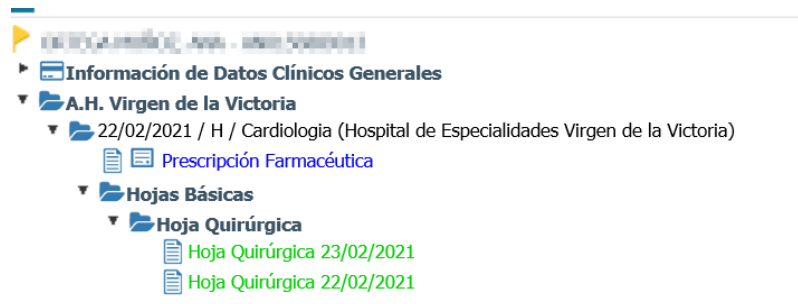 Información de Datos Clínicos Generales
A.H. Virgen de la Victoria
22/02/2021 / H / Cardiologia (Hospital de Especialidades Virgen de la Victoria)
Prescripción Farmacéutica
Hojas Básicas
Hoja Quirúrgica
Hoja Quirúrgica 23/02/2021
Hoja Quirúrgica 22/02/2021